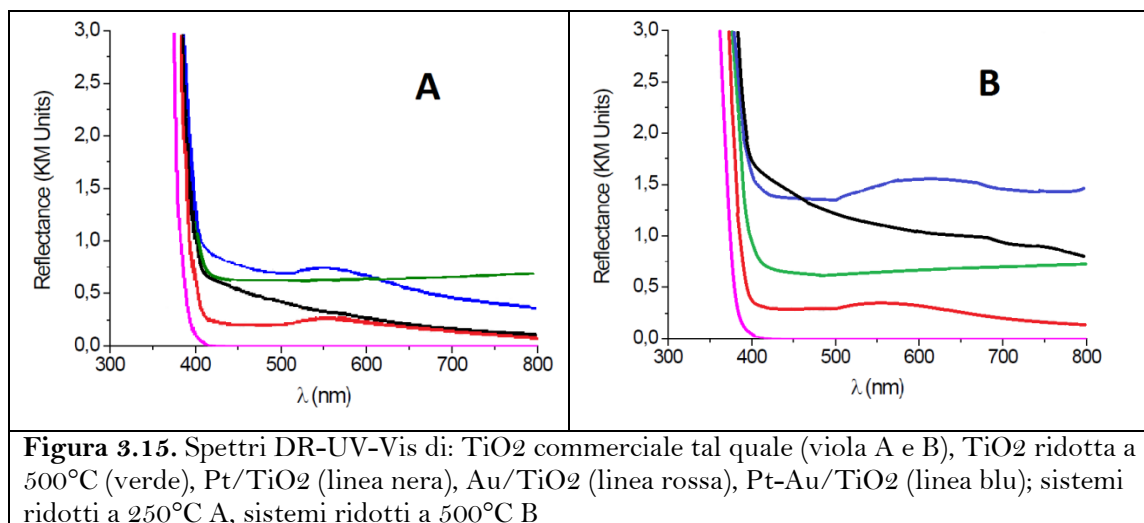 3,0
2,5
2,0
1,5
1,0
0,5
0,0
Reflectance (KM Units)
A
300 400 500 600 700 800
λ (nm)
3,0
2,5
2,0
1,5
1,0
0,5
0,0
Reflectance (KM Units)
B
300 400 500 600 700 800
λ (nm)
Figura 3.15. Spettri DR-UV-Vis di: TiO2 commerciale tal quale (viola A e B), TiO2 ridotta a
500°C (verde), Pt/TiO2 (linea nera), Au/TiO2 (linea rossa), Pt-Au/TiO2 (linea blu); sistemi
ridotti a 250°C A, sistemi ridotti a 500°C B